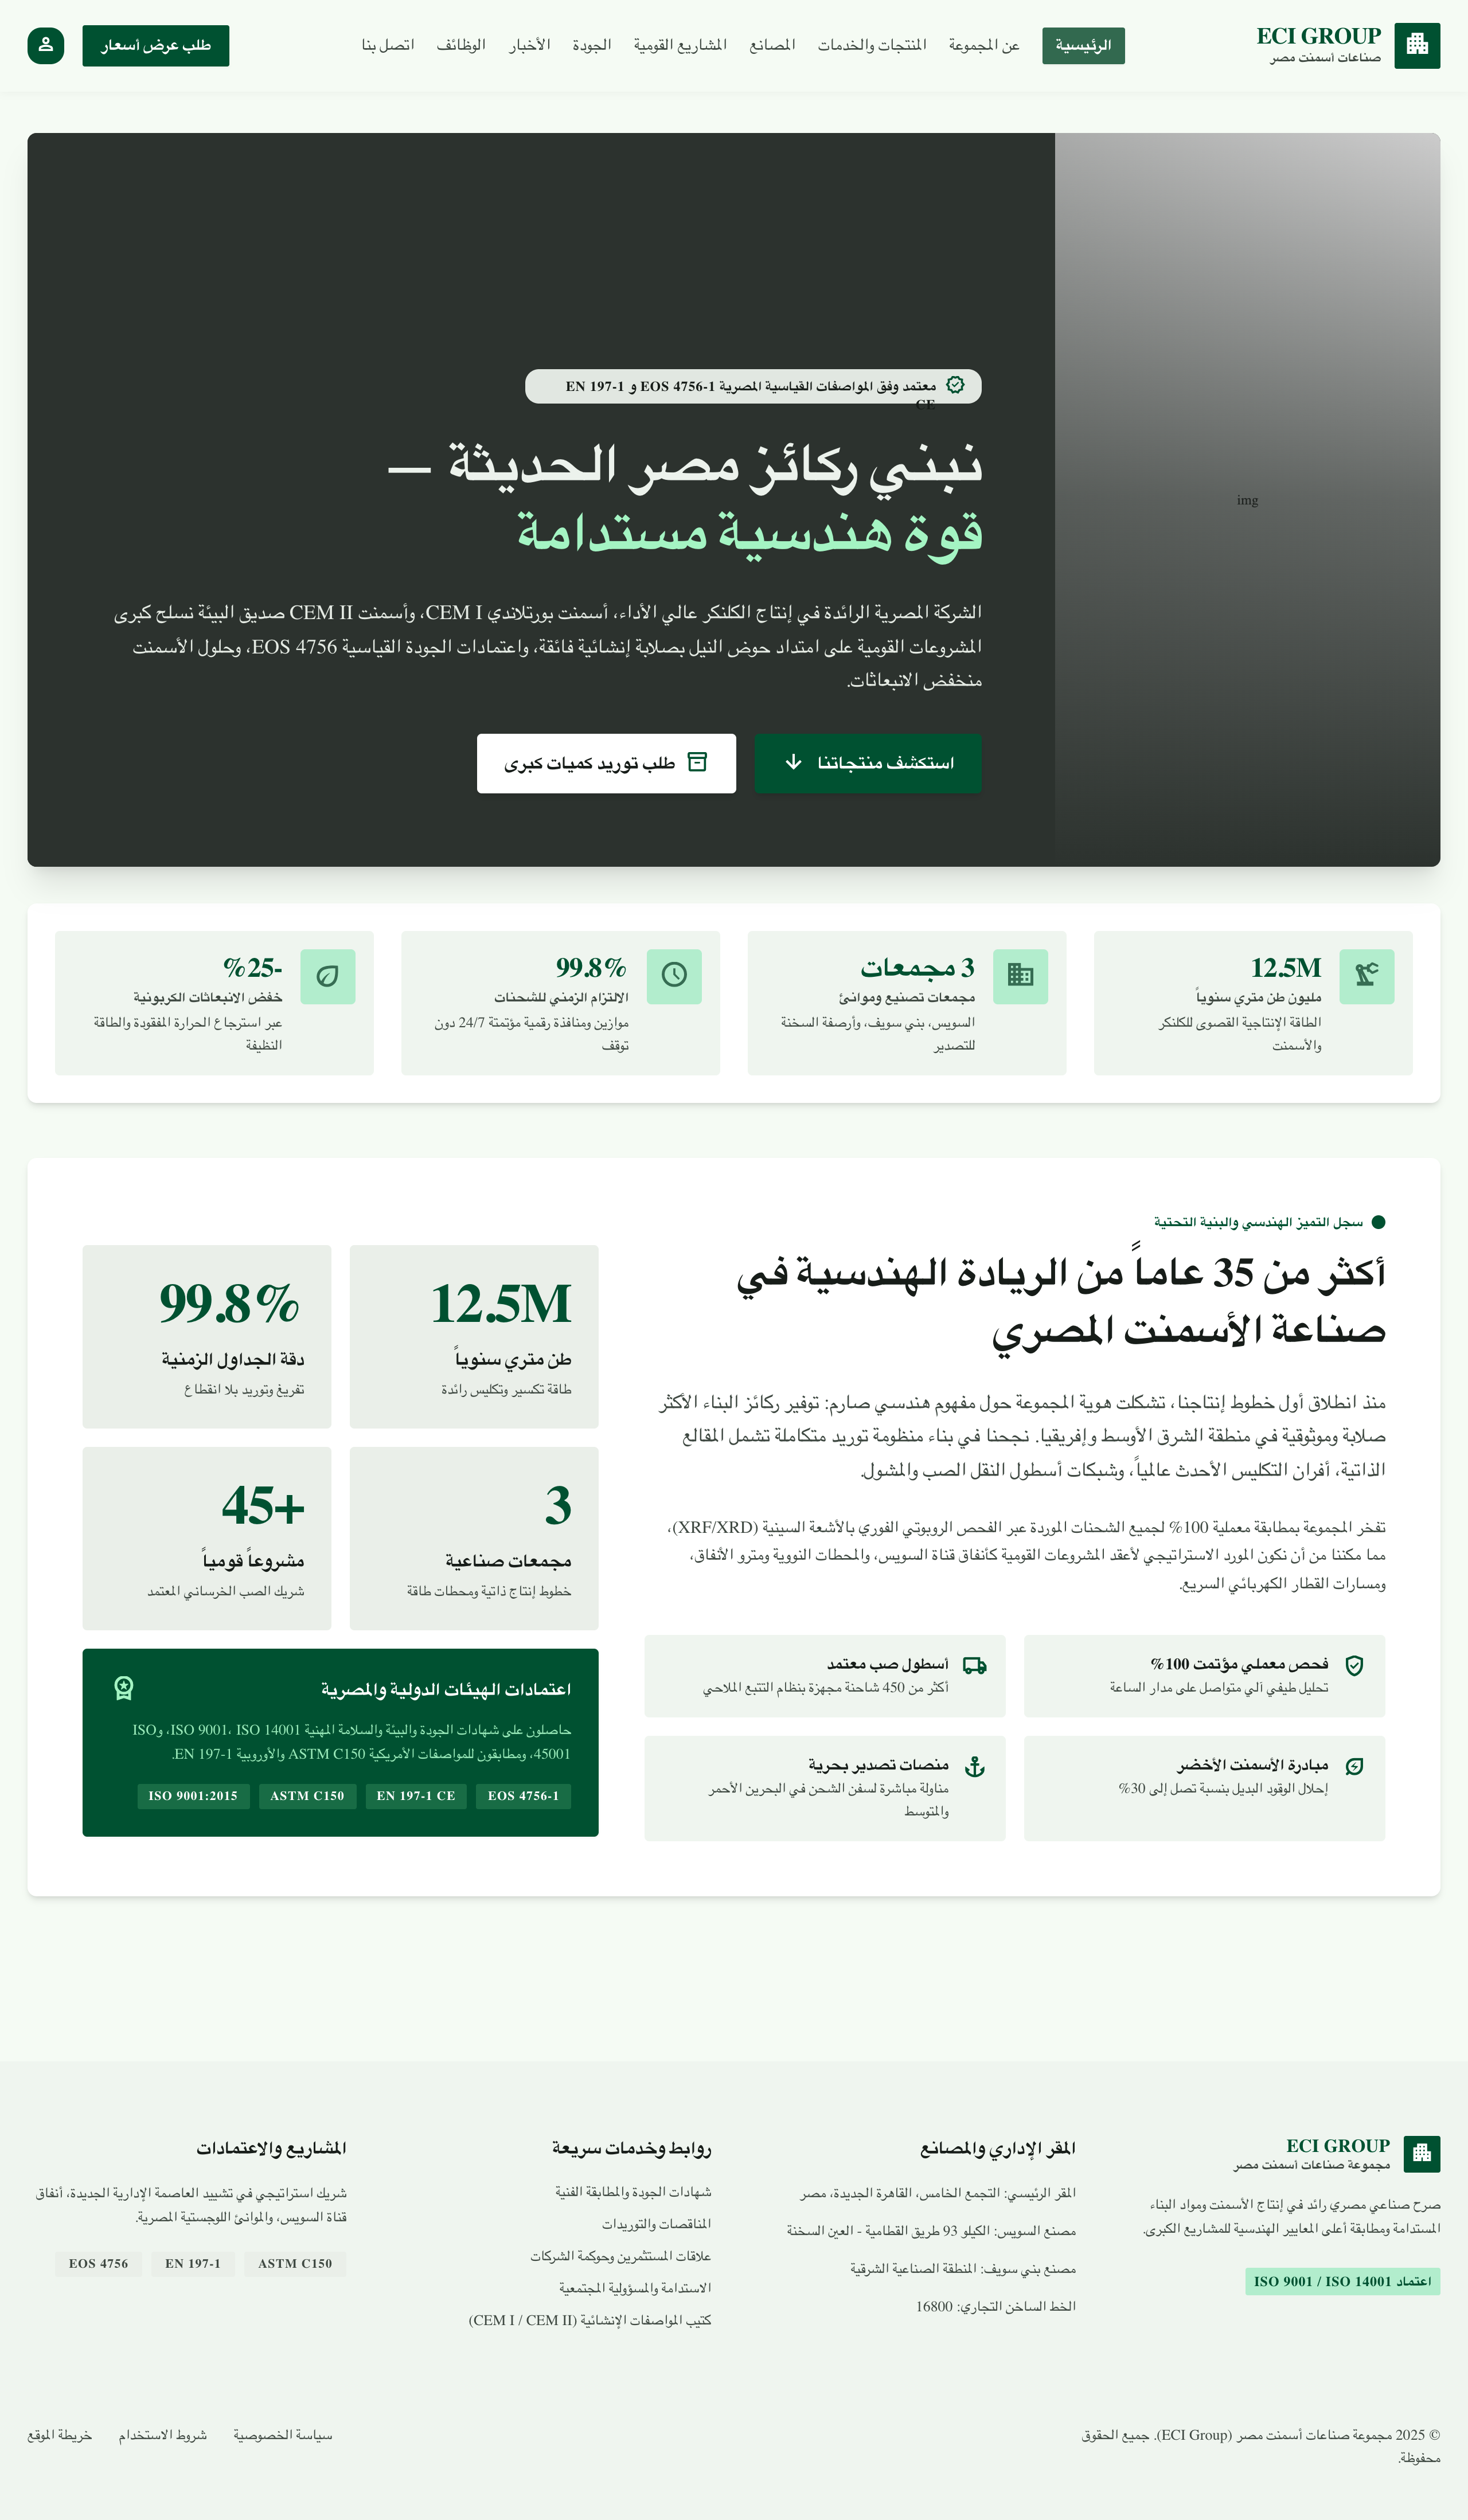 ECI GROUP
صناعات أسمنت مصر
الرئيسية
عن المجموعة
المنتجات والخدمات
المصانع
المشاريع القومية
الجودة
الأخبار
الوظائف
اتصل بنا
طلب عرض أسعار
img
معتمد وفق المواصفات القياسية المصرية EOS 4756-1 و EN 197-1
CE
نبني ركائز مصر الحديثة —
قوة هندسية مستدامة
الشركة المصرية الرائدة في إنتاج الكلنكر عالي الأداء، أسمنت بورتلاندي CEM I، وأسمنت CEM II صديق البيئة نسلح كبرى
المشروعات القومية على امتداد حوض النيل بصلابة إنشائية فائقة، واعتمادات الجودة القياسية EOS 4756، وحلول الأسمنت
منخفض الانبعاثات.
استكشف منتجاتنا
طلب توريد كميات كبرى
12.5M
مليون طن متري سنوياً
الطاقة الإنتاجية القصوى للكلنكر
والأسمنت
3 مجمعات
مجمعات تصنيع وموانئ
السويس، بني سويف، وأرصفة السخنة
للتصدير
99.8%
الالتزام الزمني للشحنات
موازين ومنافذة رقمية مؤتمتة 24/7 دون
توقف
-25%
خفض الانبعاثات الكربونية
عبر استرجاع الحرارة المفقودة والطاقة
النظيفة
سجل التميز الهندسي والبنية التحتية
أكثر من 35 عاماً من الريادة الهندسية في
صناعة الأسمنت المصري
منذ انطلاق أول خطوط إنتاجنا، تشكلت هوية المجموعة حول مفهوم هندسي صارم: توفير ركائز البناء الأكثر
صلابة وموثوقية في منطقة الشرق الأوسط وإفريقيا. نجحنا في بناء منظومة توريد متكاملة تشمل المقالع
الذاتية، أفران التكليس الأحدث عالمياً، وشبكات أسطول النقل الصب والمشول.
تفخر المجموعة بمطابقة معملية 100% لجميع الشحنات الموردة عبر الفحص الروبوتي الفوري بالأشعة السينية (XRF/XRD)،
مما مكننا من أن نكون المورد الاستراتيجي لأعقد المشروعات القومية كأنفاق قناة السويس، والمحطات النووية ومترو الأنفاق،
ومسارات القطار الكهربائي السريع.
فحص معملي مؤتمت 100%
تحليل طيفي آلي متواصل على مدار الساعة
أسطول صب معتمد
أكثر من 450 شاحنة مجهزة بنظام التتبع الملاحي
مبادرة الأسمنت الأخضر
إحلال الوقود البديل بنسبة تصل إلى 30%
منصات تصدير بحرية
مناولة مباشرة لسفن الشحن في البحرين الأحمر
والمتوسط
12.5M
طن متري سنوياً
طاقة تكسير وتكليس رائدة
99.8%
دقة الجداول الزمنية
تفريغ وتوريد بلا انقطاع
3
مجمعات صناعية
خطوط إنتاج ذاتية ومحطات طاقة
+45
مشروعاً قومياً
شريك الصب الخرساني المعتمد
اعتمادات الهيئات الدولية والمصرية
حاصلون على شهادات الجودة والبيئة والسلامة المهنية ISO 9001، ISO 14001، وISO
45001، ومطابقون للمواصفات الأمريكية ASTM C150 والأوروبية EN 197-1.
EOS 4756-1
EN 197-1 CE
ASTM C150
ISO 9001:2015
ECI GROUP
مجموعة صناعات أسمنت مصر
صرح صناعي مصري رائد في إنتاج الأسمنت ومواد البناء
المستدامة ومطابقة أعلى المعايير الهندسية للمشاريع الكبرى.
اعتماد ISO 9001 / ISO 14001
المقر الإداري والمصانع
المقر الرئيسي: التجمع الخامس، القاهرة الجديدة، مصر
مصنع السويس: الكيلو 93 طريق القطامية - العين السخنة
مصنع بني سويف: المنطقة الصناعية الشرقية
الخط الساخن التجاري: 16800
روابط وخدمات سريعة
شهادات الجودة والمطابقة الفنية
المناقصات والتوريدات
علاقات المستثمرين وحوكمة الشركات
الاستدامة والمسؤولية المجتمعية
كتيب المواصفات الإنشائية (CEM I / CEM II)
المشاريع والاعتمادات
شريك استراتيجي في تشييد العاصمة الإدارية الجديدة، أنفاق
قناة السويس، والموانئ اللوجستية المصرية.
ASTM C150
EN 197-1
EOS 4756
© 2025 مجموعة صناعات أسمنت مصر (ECI Group). جميع الحقوق
محفوظة.
سياسة الخصوصية
شروط الاستخدام
خريطة الموقع